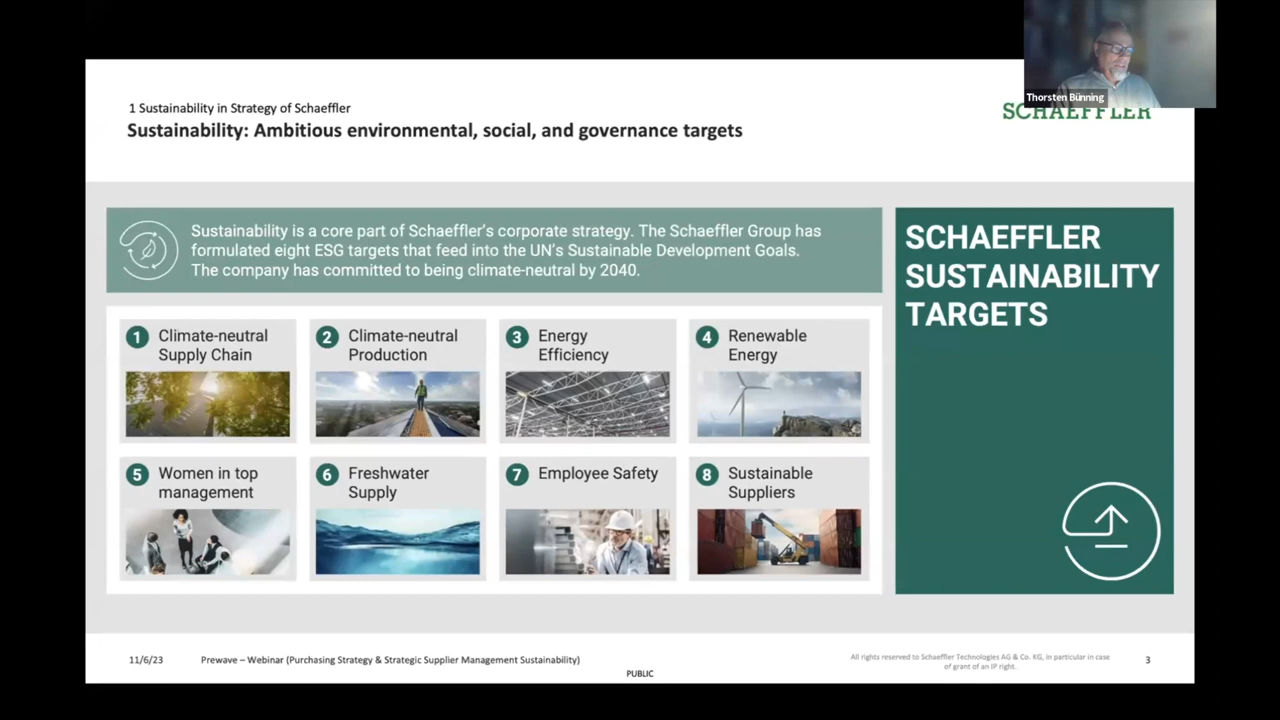 Thorsten Bünning
1 Sustainability in Strategy of Schaeffler
Sustainability: Ambitious environmental, social, and governance targets
SCHAEFFLER
Sustainability is a core part of Schaeffler's corporate strategy. The Schaeffler Group has
formulated eight ESG targets that feed into the UN's Sustainable Development Goals.
The company has committed to being climate-neutral by 2040.
SCHAEFFLER
SUSTAINABILITY
TARGETS
1 Climate-neutral
Supply Chain
2 Climate-neutral
Production
3 Energy
Efficiency
4 Renewable
Energy
5 Women in top
management
6 Freshwater
Supply
7 Employee Safety
8 Sustainable
Suppliers
11/6/23
Prewave – Webinar (Purchasing Strategy & Strategic Supplier Management Sustainability)
PUBLIC
All rights reserved to Schaeffler Technologies AG & Co. KG, in particular in case
of grant of an IP right.
3